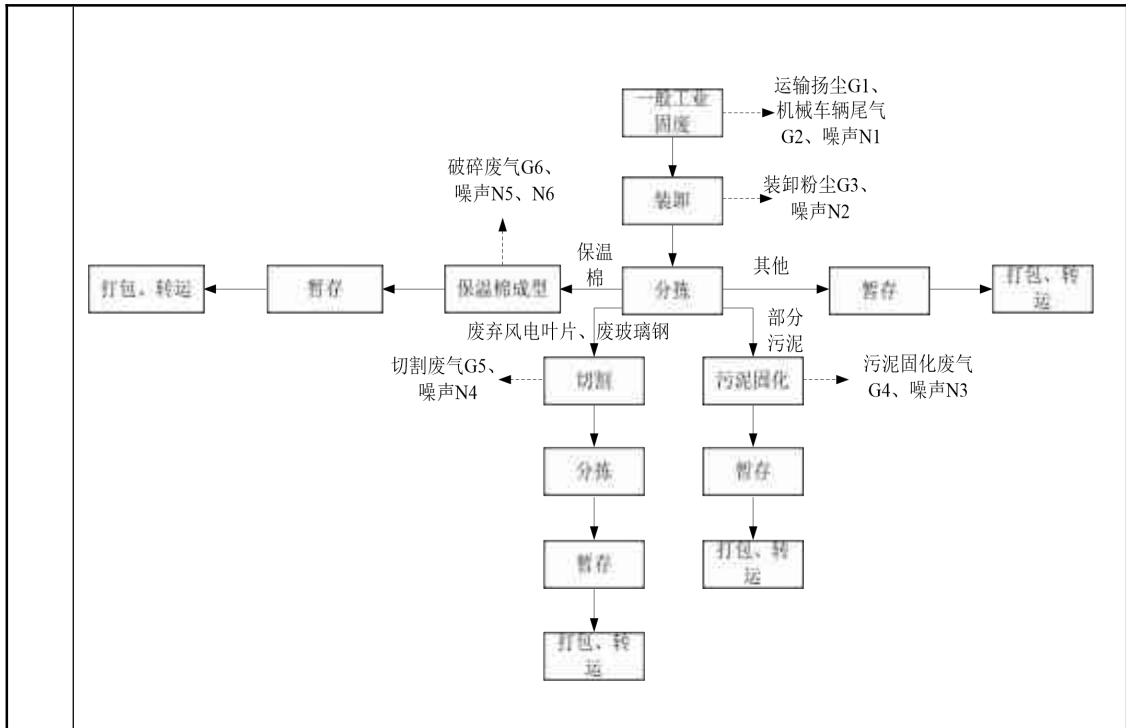 一般工业
固废
运输扬尘G1、
机械车辆尾气
G2、噪声N1
破碎废气G6、
噪声N5、N6
装卸
装卸粉尘G3、
噪声N2
打包、转运
暂存
保温棉成型
保温
棉
分拣
其他
暂存
打包、转
运
废弃风电叶片、废玻璃钢
部分
污泥
切割废气G5、
噪声N4
切割
污泥固化
污泥固化废气
G4、噪声N3
分拣
暂存
暂存
打包、转
运
打包、转
运